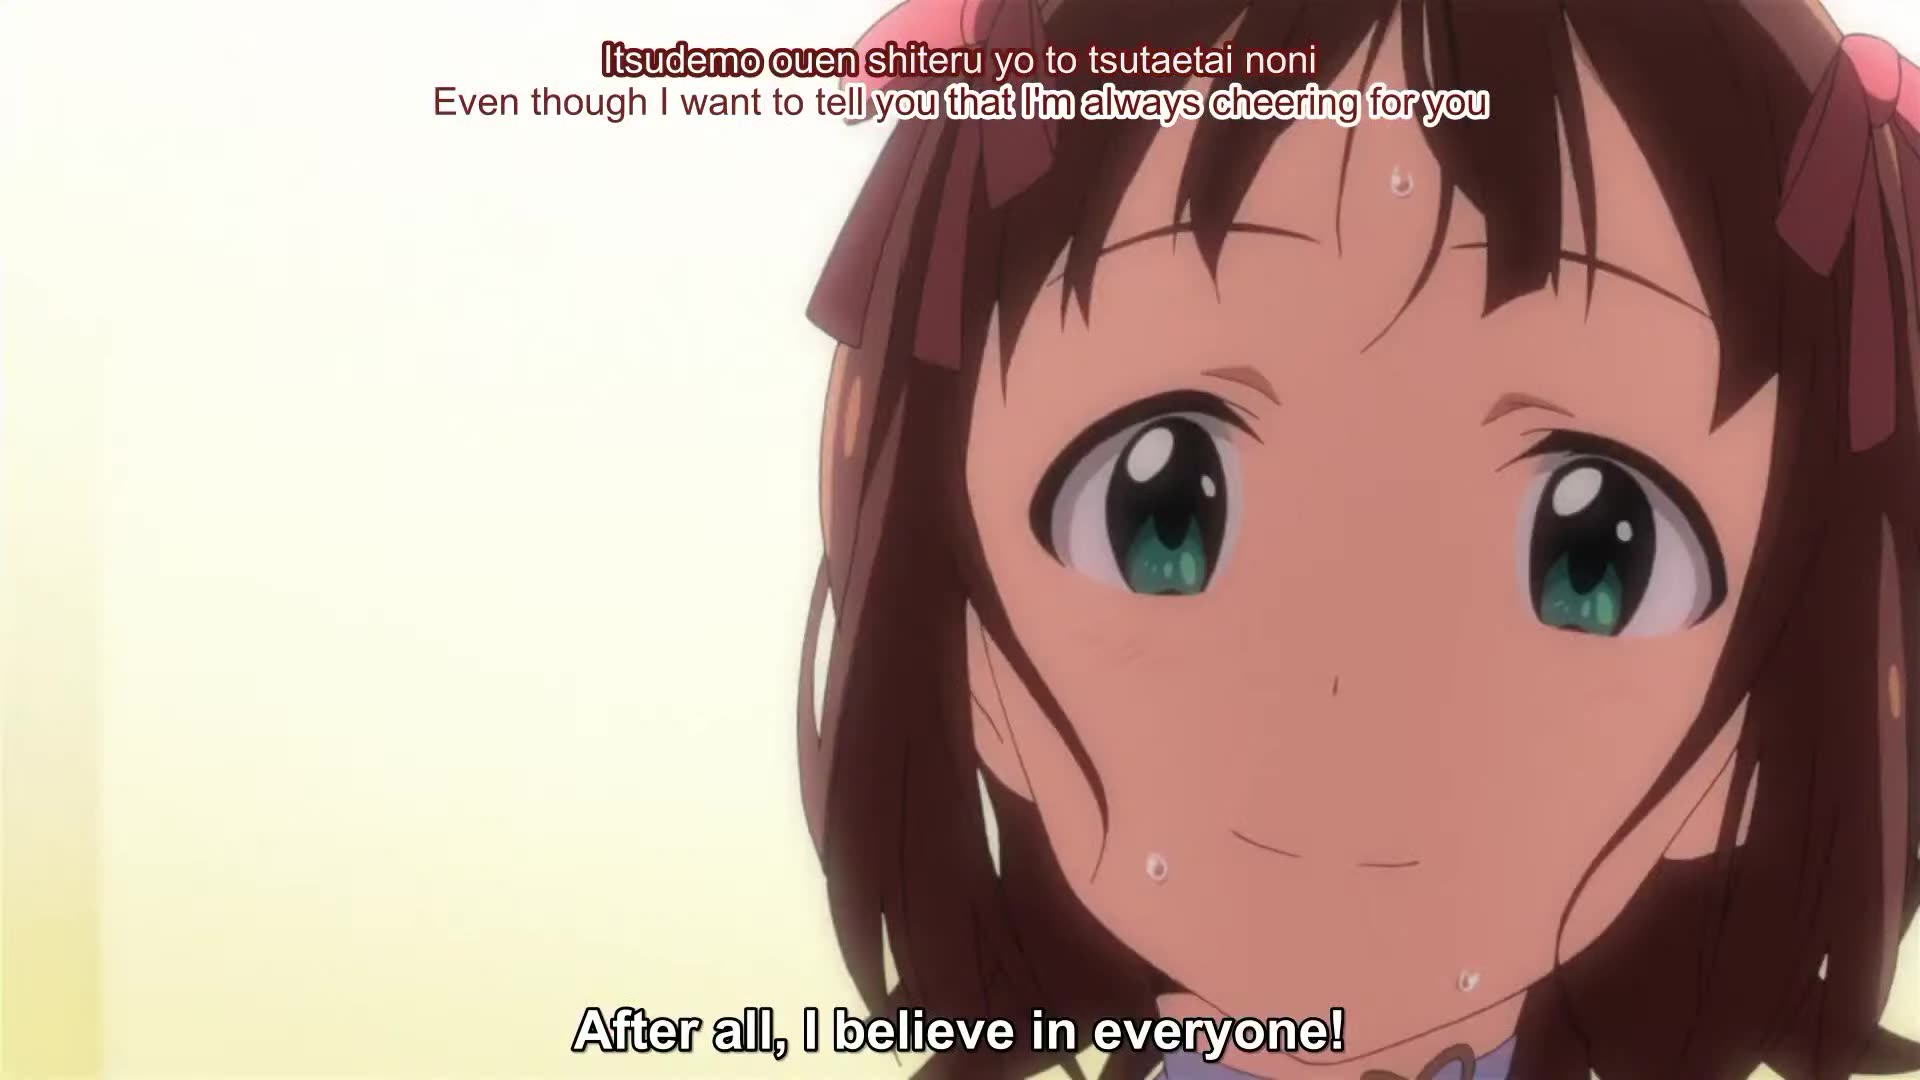 Itsudemo ouen shiteru yo to tsutaetai noni
Even though I want to tell you that I'm always cheering for you
After all, I believe in everyone!